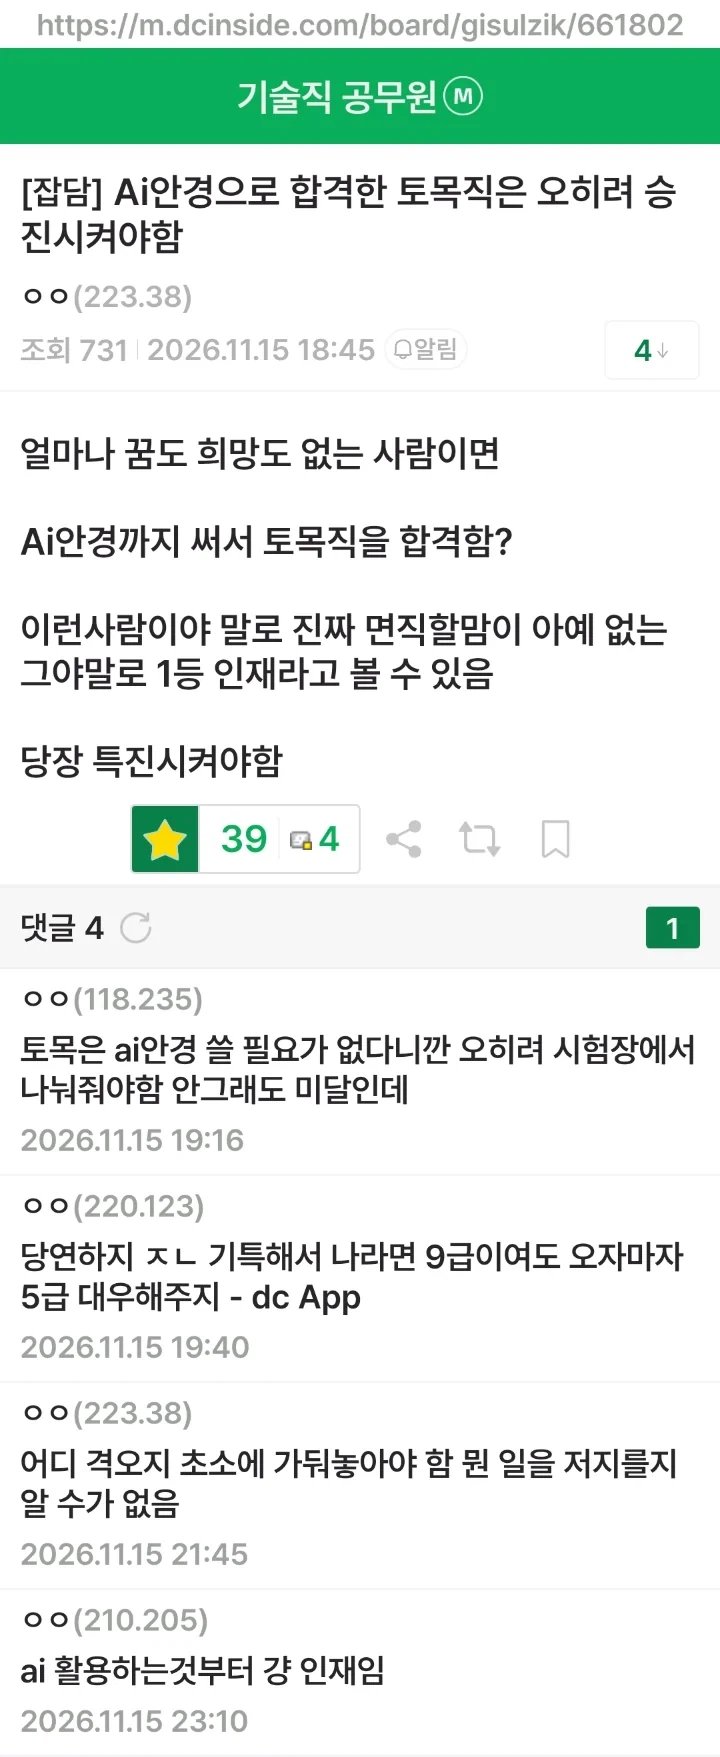 https://m.dcinside.com/board/gisulzik/661802
기술직 공무원 M
[잡담] Ai안경으로 합격한 토목직은 오히려 승
진시켜야함
ㅇㅇ(223.38)
조회 731 2026.11.15 18:45 알림 4↓
얼마나 꿈도 희망도 없는 사람이면
Ai안경까지 써서 토목직을 합격함?
이런사람이야 말로 진짜 면직할맘이 아예 없는
그야말로 1등 인재라고 볼 수 있음
당장 특진시켜야함
39 4
댓글 4 1
ㅇㅇ(118.235)
토목은 ai안경 쓸 필요가 없다니깐 오히려 시험장에서
나눠줘야함 안그래도 미달인데
2026.11.15 19:16
ㅇㅇ(220.123)
당연하지 ㅈㄴ 기특해서 나라면 9급이여도 오자마자
5급 대우해주지 - dc App
2026.11.15 19:40
ㅇㅇ(223.38)
어디 격오지 초소에 가둬놓아야 함 뭔 일을 저지를지
알 수가 없음
2026.11.15 21:45
ㅇㅇ(210.205)
ai 활용하는것부터 걍 인재임
2026.11.15 23:10